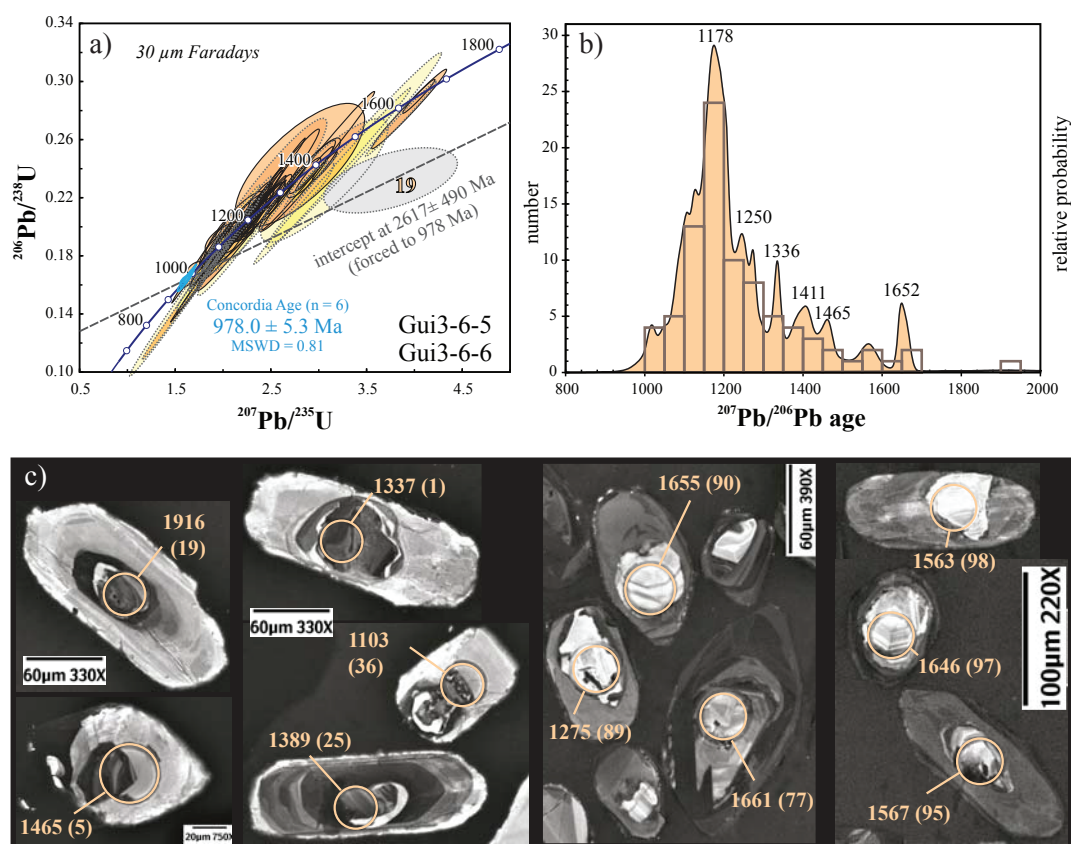 a)
30 µm Faradays
0.34
0.30
0.26
0.22
0.18
0.14
0.10
206Pb/238U
1800
1600
1400
1200
1000
800
19
intercept at 2617± 490 Ma
(forced to 978 Ma)
Concordia Age (n = 6)
978.0 ± 5.3 Ma
MSWD = 0.81
Gui3-6-5
Gui3-6-6
0.5
1.5
2.5
3.5
4.5
207Pb/235U
b)
30
25
20
15
10
5
0
number
1178
1250
1336
1411
1465
1652
relative probability
800
1000
1200
1400
1600
1800
2000
207Pb/206Pb age
c)
1916
(19)
60µm 330X
1465 (5)
20µm 750X
1337 (1)
60µm 330X
1103
(36)
1389 (25)
1655 (90)
60µm 390X
1275 (89)
1661 (77)
1563 (98)
1646 (97)
100µm 220X
1567 (95)